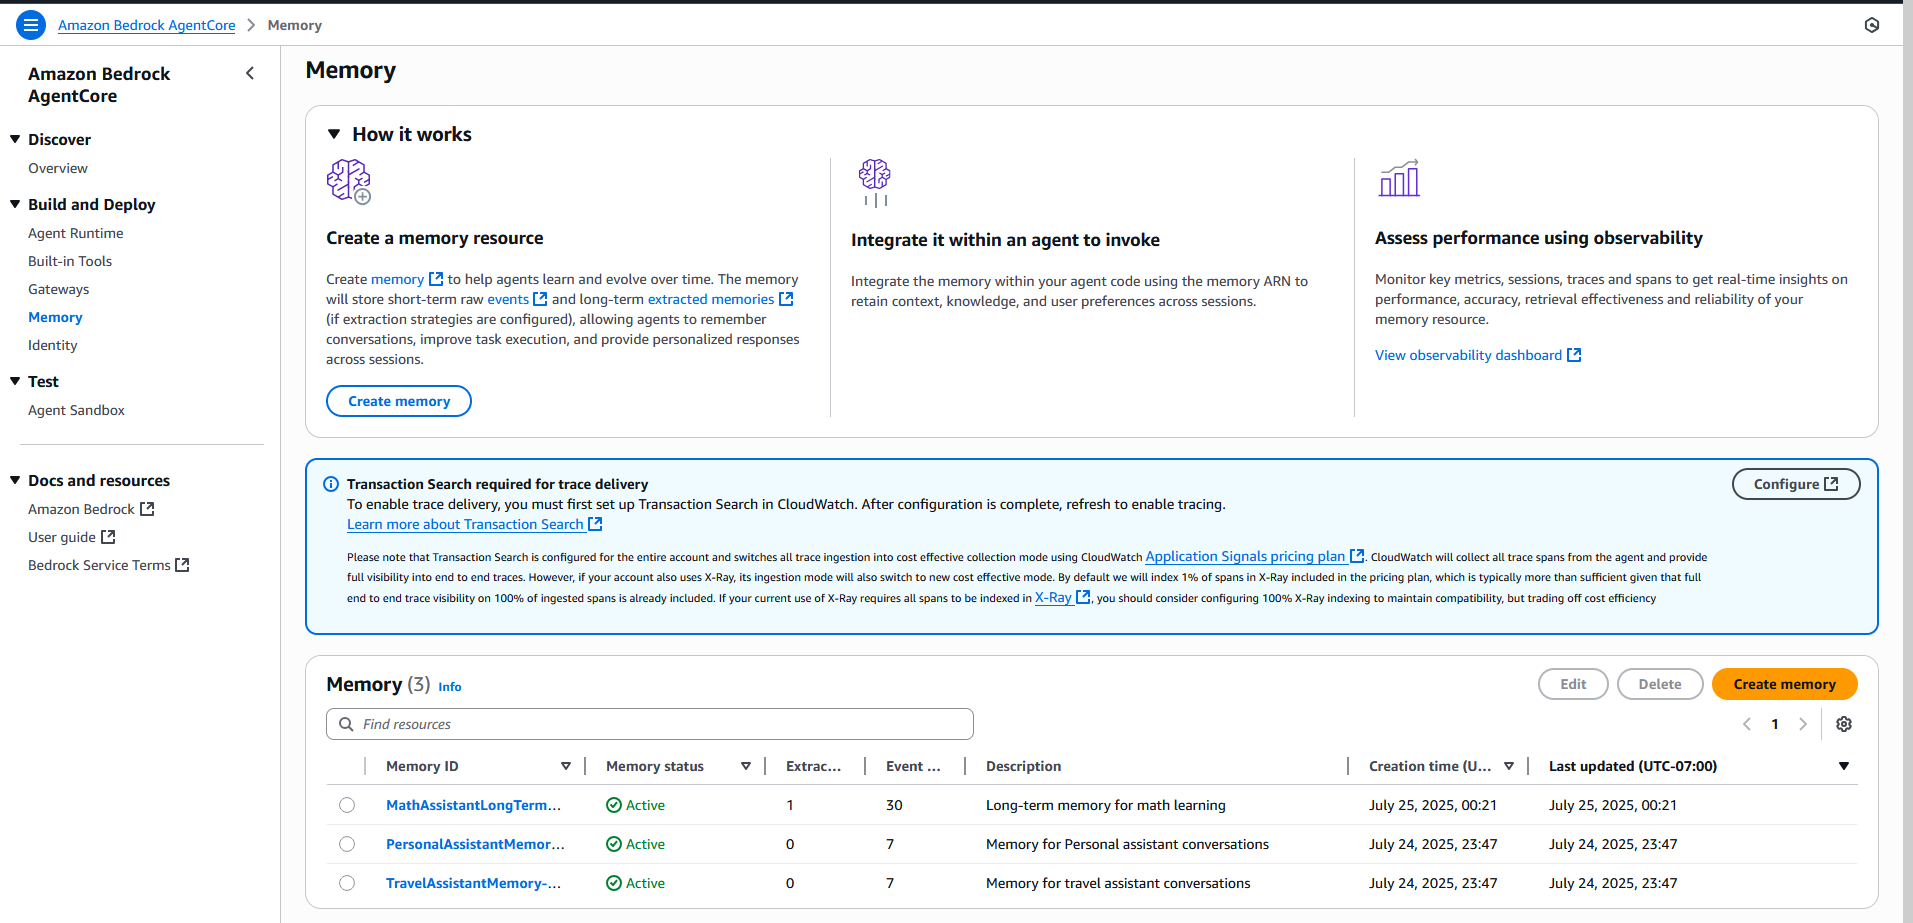 Amazon Bedrock AgentCore > Memory
Amazon Bedrock
AgentCore
Discover
Overview
Build and Deploy
Agent Runtime
Built-in Tools
Gateways
Memory
Identity
Test
Agent Sandbox
Docs and resources
Amazon Bedrock
User guide
Bedrock Service Terms
Memory
How it works
Create a memory resource
Create memory to help agents learn and evolve over time. The memory
will store short-term raw events and long-term extracted memories
(if extraction strategies are configured), allowing agents to remember
conversations, improve task execution, and provide personalized responses
across sessions.
Create memory
Integrate it within an agent to invoke
Integrate the memory within your agent code using the memory ARN to
retain context, knowledge, and user preferences across sessions.
Assess performance using observability
Monitor key metrics, sessions, traces and spans to get real-time insights on
performance, accuracy, retrieval effectiveness and reliability of your
memory resource.
View observability dashboard
Transaction Search required for trace delivery
Configure
To enable trace delivery, you must first set up Transaction Search in CloudWatch. After configuration is complete, refresh to enable tracing.
Learn more about Transaction Search
Please note that Transaction Search is configured for the entire account and switches all trace ingestion into cost effective collection mode using CloudWatch Application Signals pricing plan. CloudWatch will collect all trace spans from the agent and provide
full visibility into end to end traces. However, if your account also uses X-Ray, its ingestion mode will also switch to new cost effective mode. By default we will index 1% of spans in X-Ray included in the pricing plan, which is typically more than sufficient given that full
end to end trace visibility on 100% of ingested spans is already included. If your current use of X-Ray requires all spans to be indexed in X-Ray, you should consider configuring 100% X-Ray indexing to maintain compatibility, but trading off cost efficiency
Memory (3) Info
Edit Delete Create memory
Find resources
1
Memory ID Memory status Extrac... Event ... Description Creation time (U... Last updated (UTC-07:00)
MathAssistantLongTerm... Active 1 30 Long-term memory for math learning July 25, 2025, 00:21 July 25, 2025, 00:21
PersonalAssistantMemor... Active 0 7 Memory for Personal assistant conversations July 24, 2025, 23:47 July 24, 2025, 23:47
TravelAssistantMemory-... Active 0 7 Memory for travel assistant conversations July 24, 2025, 23:47 July 24, 2025, 23:47